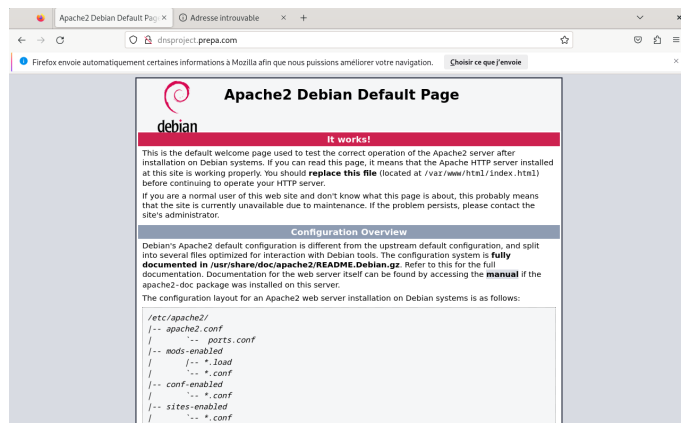 Apache2 Debian Default Pag
Adresse introuvable
dnsproject.prepa.com
Firefox envoie automatiquement certaines informations à Mozilla afin que nous puissions améliorer votre navigation.
Choisir ce que j'envoie
Apache2 Debian Default Page
debian
It works!
This is the default welcome page used to test the correct operation of the Apache2 server after
installation on Debian systems. If you can read this page, it means that the Apache HTTP server installed
at this site is working properly. You should replace this file (located at /var/www/html/index.html)
before continuing to operate your HTTP server.
If you are a normal user of this web site and don't know what this page is about, this probably means
that the site is currently unavailable due to maintenance. If the problem persists, please contact the
site's administrator.
Configuration Overview
Debian's Apache2 default configuration is different from the upstream default configuration, and split
into several files optimized for interaction with Debian tools. The configuration system is fully
documented in /usr/share/doc/apache2/README.Debian.gz. Refer to this for the full
documentation. Documentation for the web server itself can be found by accessing the manual if the
apache2-doc package was installed on this server.
The configuration layout for an Apache2 web server installation on Debian systems is as follows:
/etc/apache2/
|-- apache2.conf
|       `--  ports.conf
|-- mods-enabled
|       |-- *.load
|       `-- *.conf
|-- conf-enabled
|       `-- *.conf
|-- sites-enabled
|       `-- *.conf